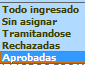 Todo ingresado
Sin asignar
Tramitandose
Rechazadas
Aprobadas